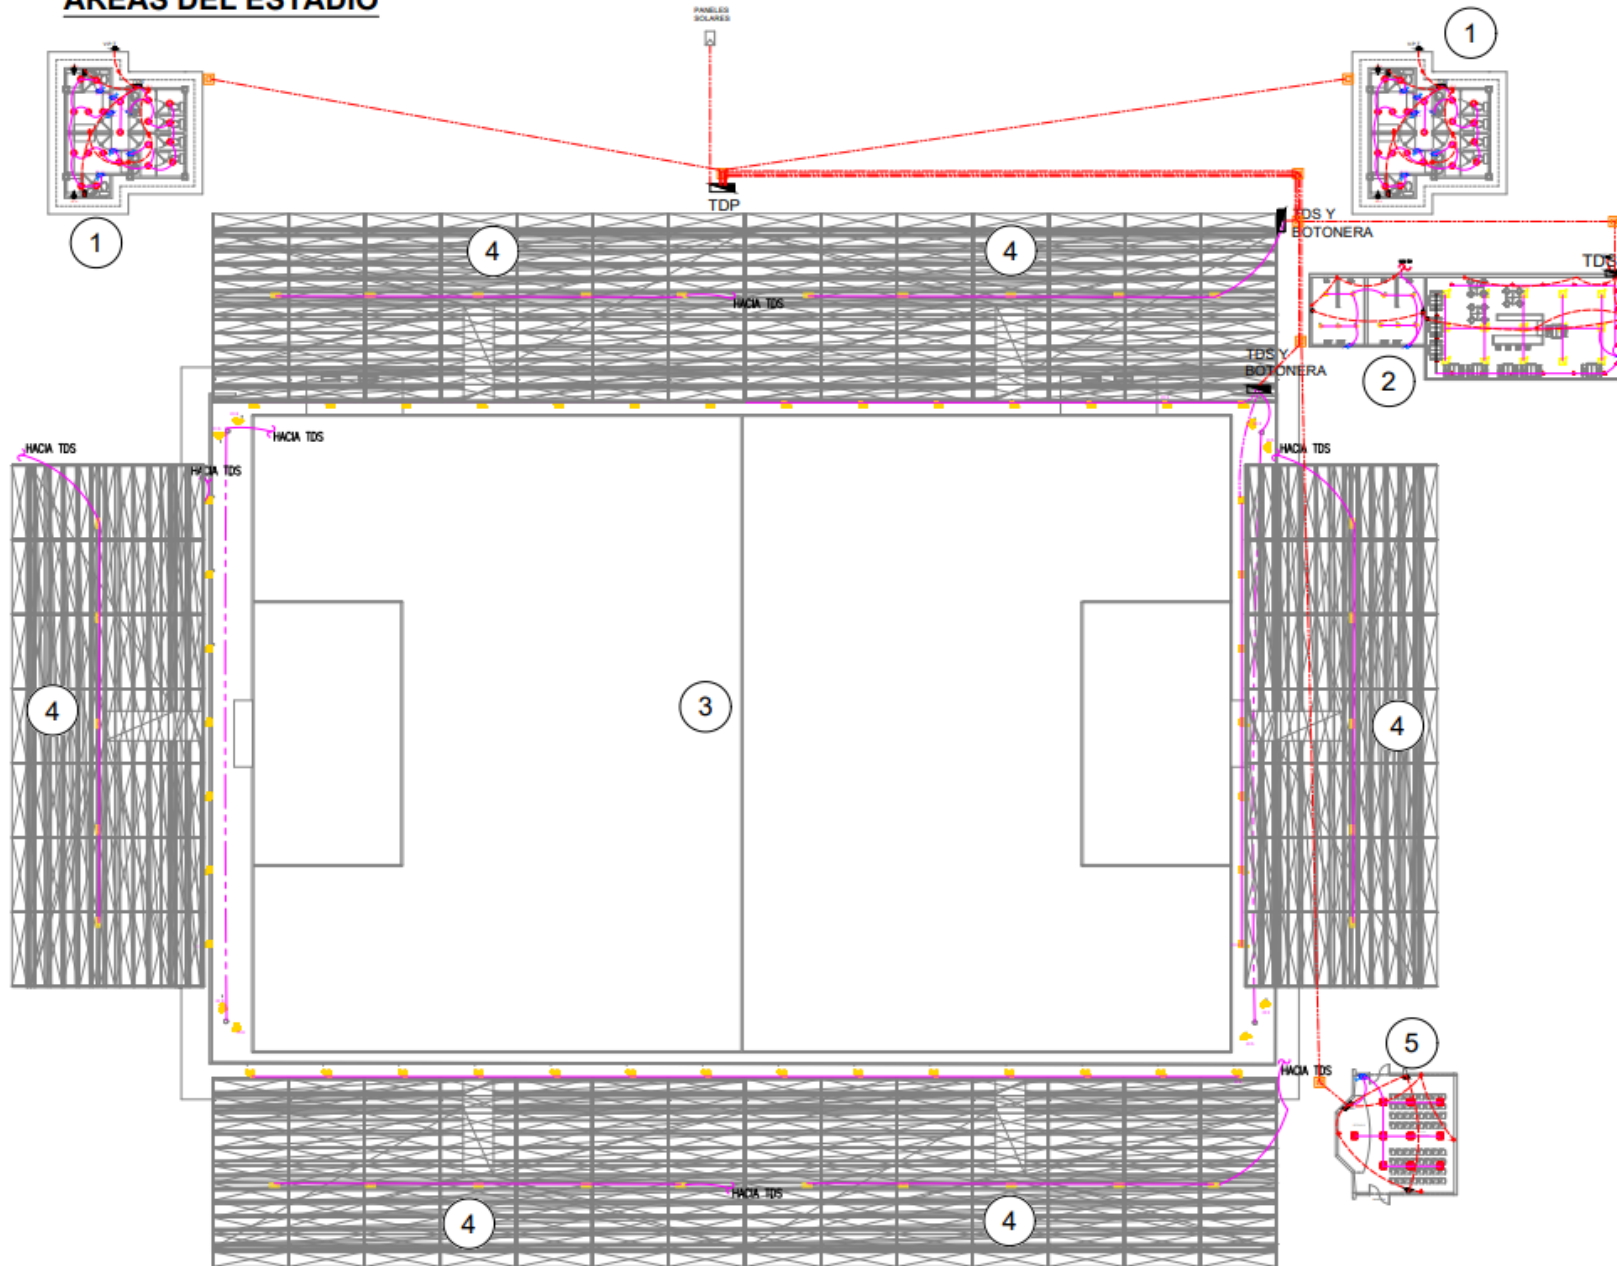 ÁREAS DEL ESTADIO
PANELES
SOLARES
1
1
TDP
TDS Y
BOTONERA
4
4
TDS
HACIA TDS
TDS Y
BOTONERA
2
HACIA TDS
HACIA TDS
HACIA TDS
HACIA TDS
3
4
4
5
HACIA TDS
HACIA TDS
4
4